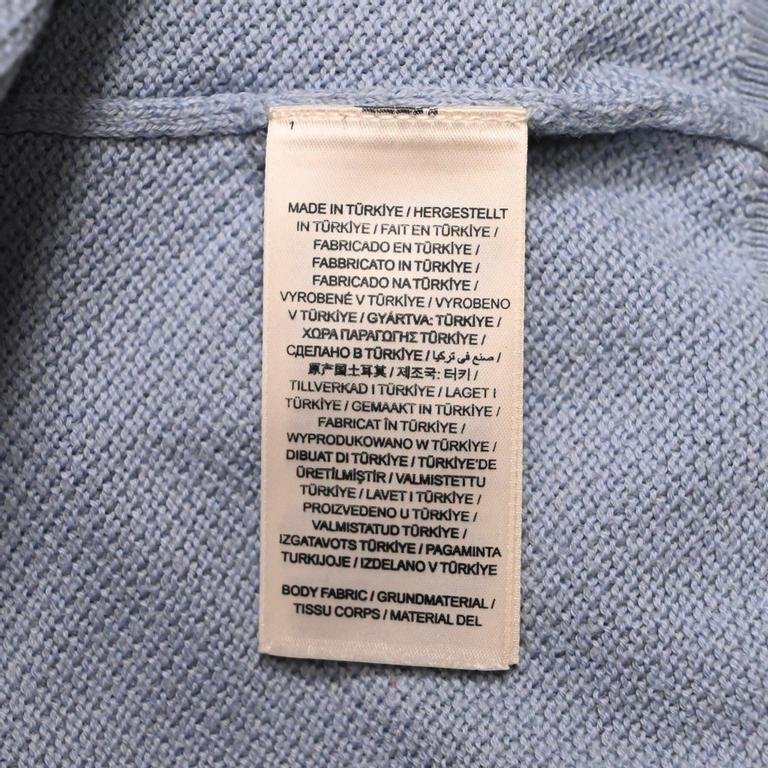 1
MADE IN TÜRKİYE / HERGESTELLT
IN TÜRKİYE / FAIT EN TÜRKİYE /
FABRICADO EN TÜRKİYE /
FABBRICATO IN TÜRKİYE /
FABRICADO NA TÜRKİYE /
VYROBENÉ V TÜRKİYE / VYROBENO
V TÜRKİYE / GYÁRTVA: TÜRKİYE /
ΧΩΡΑ ΠΑΡΑΓΩΓΗΣ TÜRKİYE /
СДЕЛАНО В TÜRKİYE / صنع في تركيا /
原产国土耳其 / 제조국: 터키 /
TILLVERKAD I TÜRKİYE / LAGET I
TÜRKİYE / GEMAAKT IN TÜRKİYE /
FABRICAT ÎN TÜRKİYE /
WYPRODUKOWANO W TÜRKİYE /
DIBUAT DI TÜRKİYE / TÜRKİYE'DE
ÜRETİLMİŞTİR / VALMISTETTU
TÜRKİYE / LAVET I TÜRKİYE /
PROIZVEDENO U TÜRKİYE /
VALMISTATUD TÜRKİYE /
IZGATAVOTS TÜRKİYE / PAGAMINTA
TURKIJOJE / IZDELANO V TÜRKİYE
BODY FABRIC / GRUNDMATERIAL /
TISSU CORPS / MATERIAL DEL